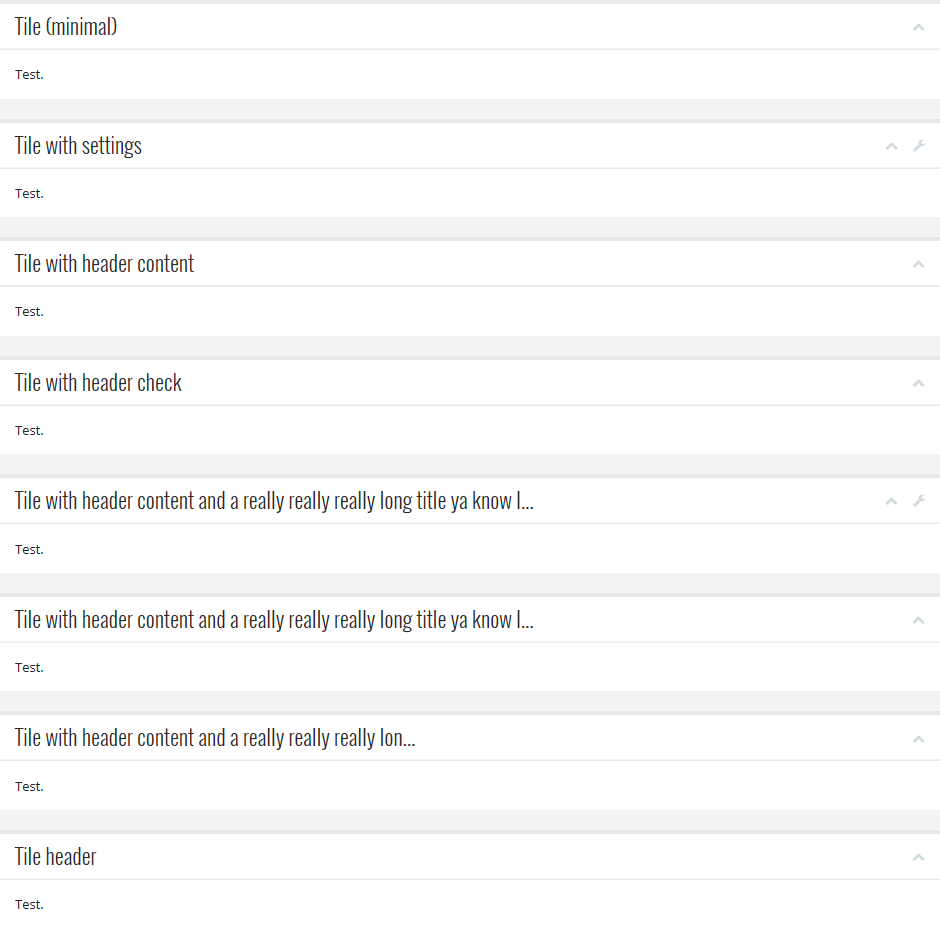 Tile (minimal)
Test.
Tile with settings
Test.
Tile with header content
Test.
Tile with header check
Test.
Tile with header content and a really really really long title ya know l...
Test.
Tile with header content and a really really really long title ya know l...
Test.
Tile with header content and a really really really lon...
Test.
Tile header
Test.